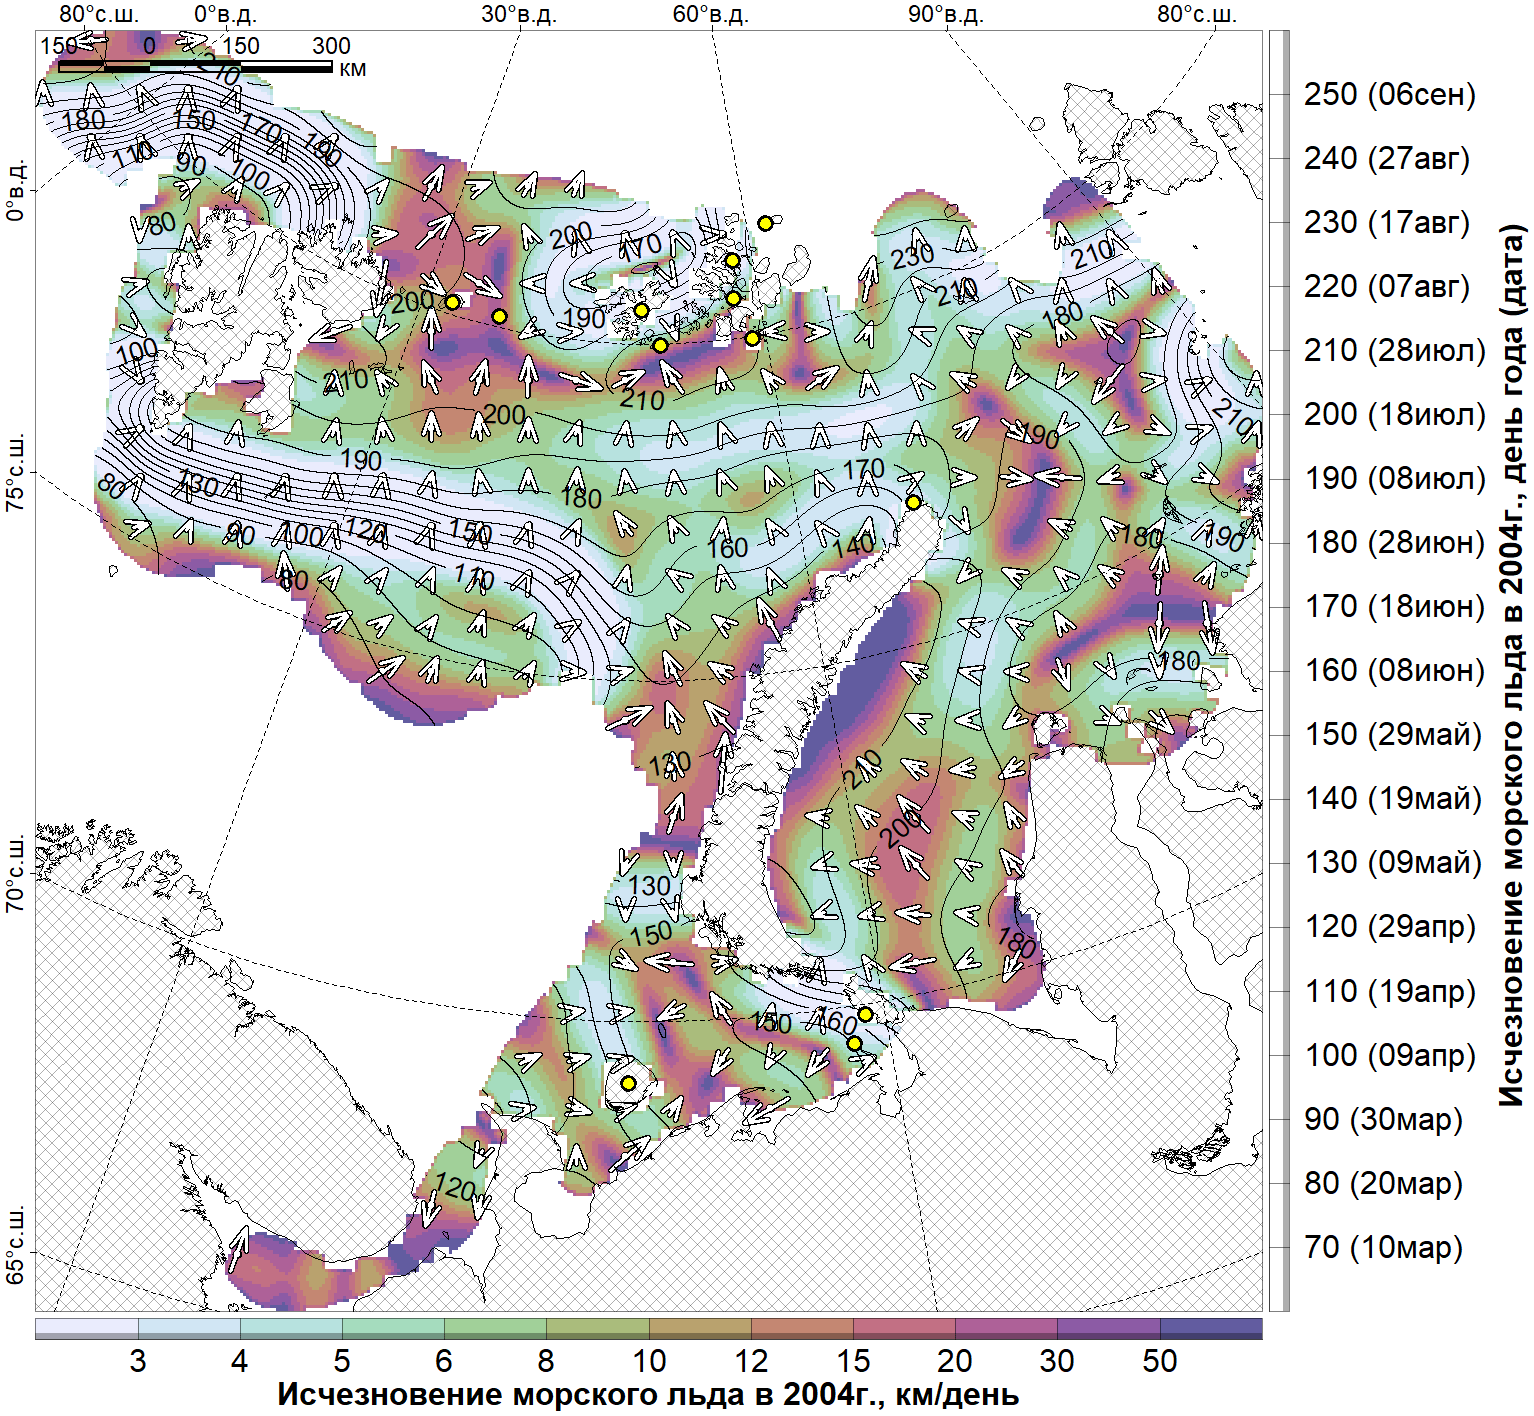 80°с.ш. 0°в.д. 30°в.д. 60°в.д. 90°в.д. 80°с.ш.
150 0 150 300
км
210
180 150 170 190
110 90 100
0°в.д.
80
200 170 230 210
200 190 210 180
100
210 210 200 210
190 190
75°с.ш.
80 130 180 170
90 100 120 150 160 140 180 190
80 170
180
130 210
200
70°с.ш.
130
150 180
150 160
120
65°с.ш.
250 (06сен)
240 (27авг)
230 (17авг)
220 (07авг)
210 (28июл)
200 (18июл)
190 (08июл)
180 (28июн)
170 (18июн)
160 (08июн)
150 (29май)
140 (19май)
130 (09май)
120 (29апр)
110 (19апр)
100 (09апр)
90 (30мар)
80 (20мар)
70 (10мар)
Исчезновение морского льда в 2004г., день года (дата)
3 4 5 6 8 10 12 15 20 30 50
Исчезновение морского льда в 2004г., км/день